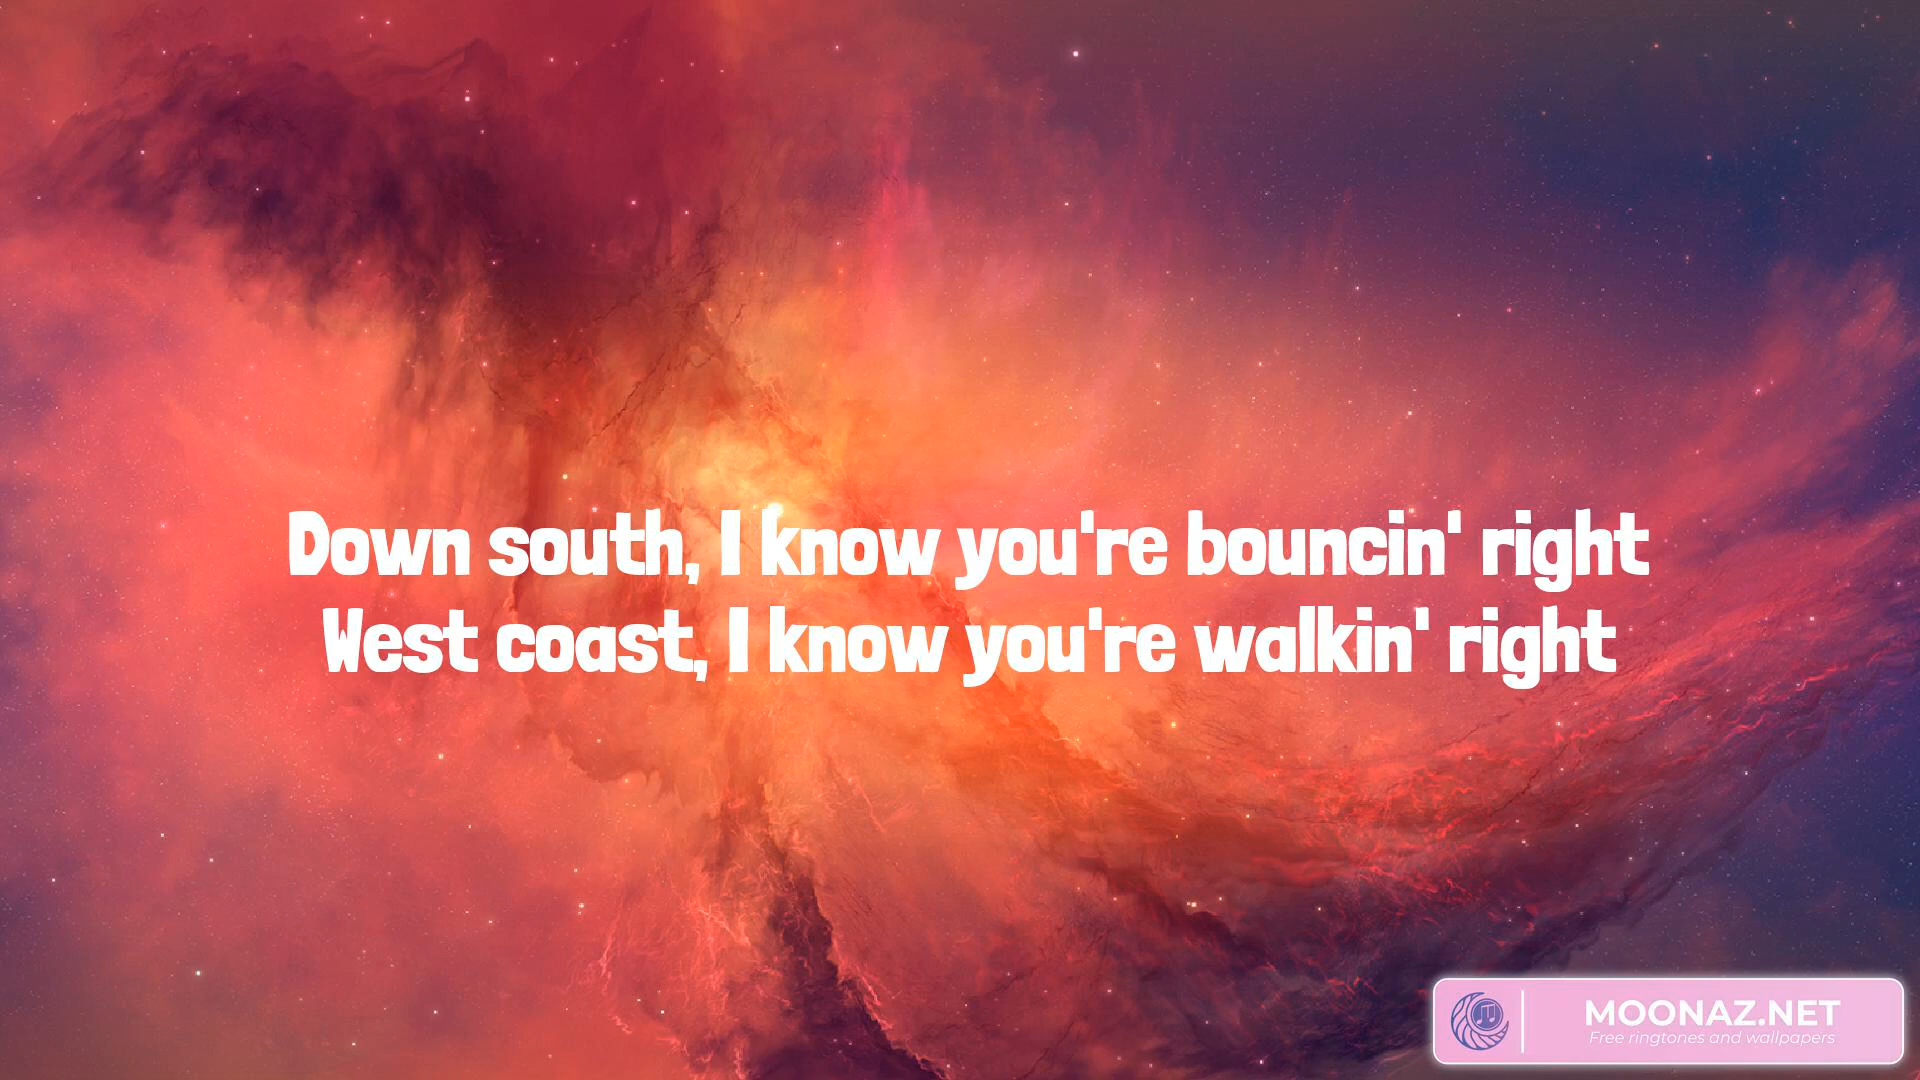 Down south, I know you're bouncin' right
West coast, I know you're walkin' right
MOONAZ.NET
Free ringtones and wallpapers